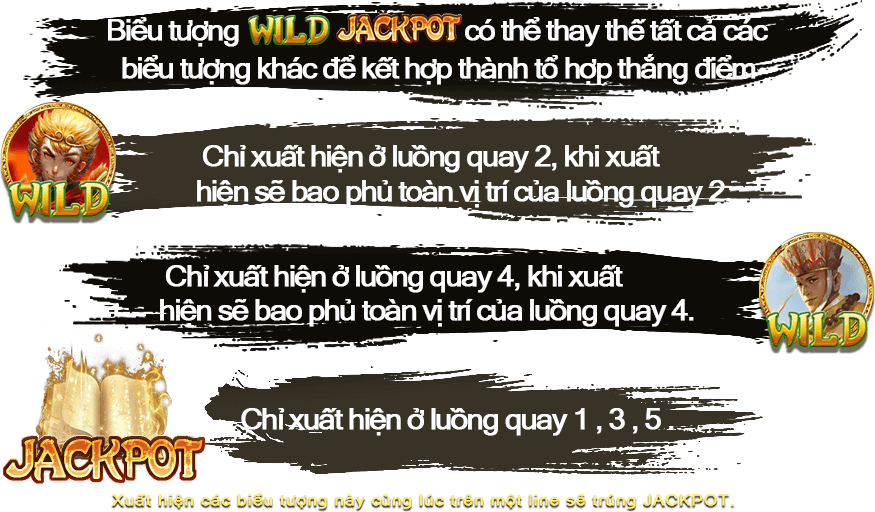 Biểu tượng WILD JACKPOT có thể thay thế tất cả các
biểu tượng khác để kết hợp thành tổ hợp thắng điểm
Chỉ xuất hiện ở luồng quay 2, khi xuất
WILD
hiện sẽ bao phủ toàn vị trí của luồng quay 2
Chỉ xuất hiện ở luồng quay 4, khi xuất
hiện sẽ bao phủ toàn vị trí của luồng quay 4.
WILD
Chỉ xuất hiện ở luồng quay 1 , 3 , 5 .
JACKPOT
Xuất hiện các biểu tượng này cùng lúc trên một line sẽ trúng JACKPOT.